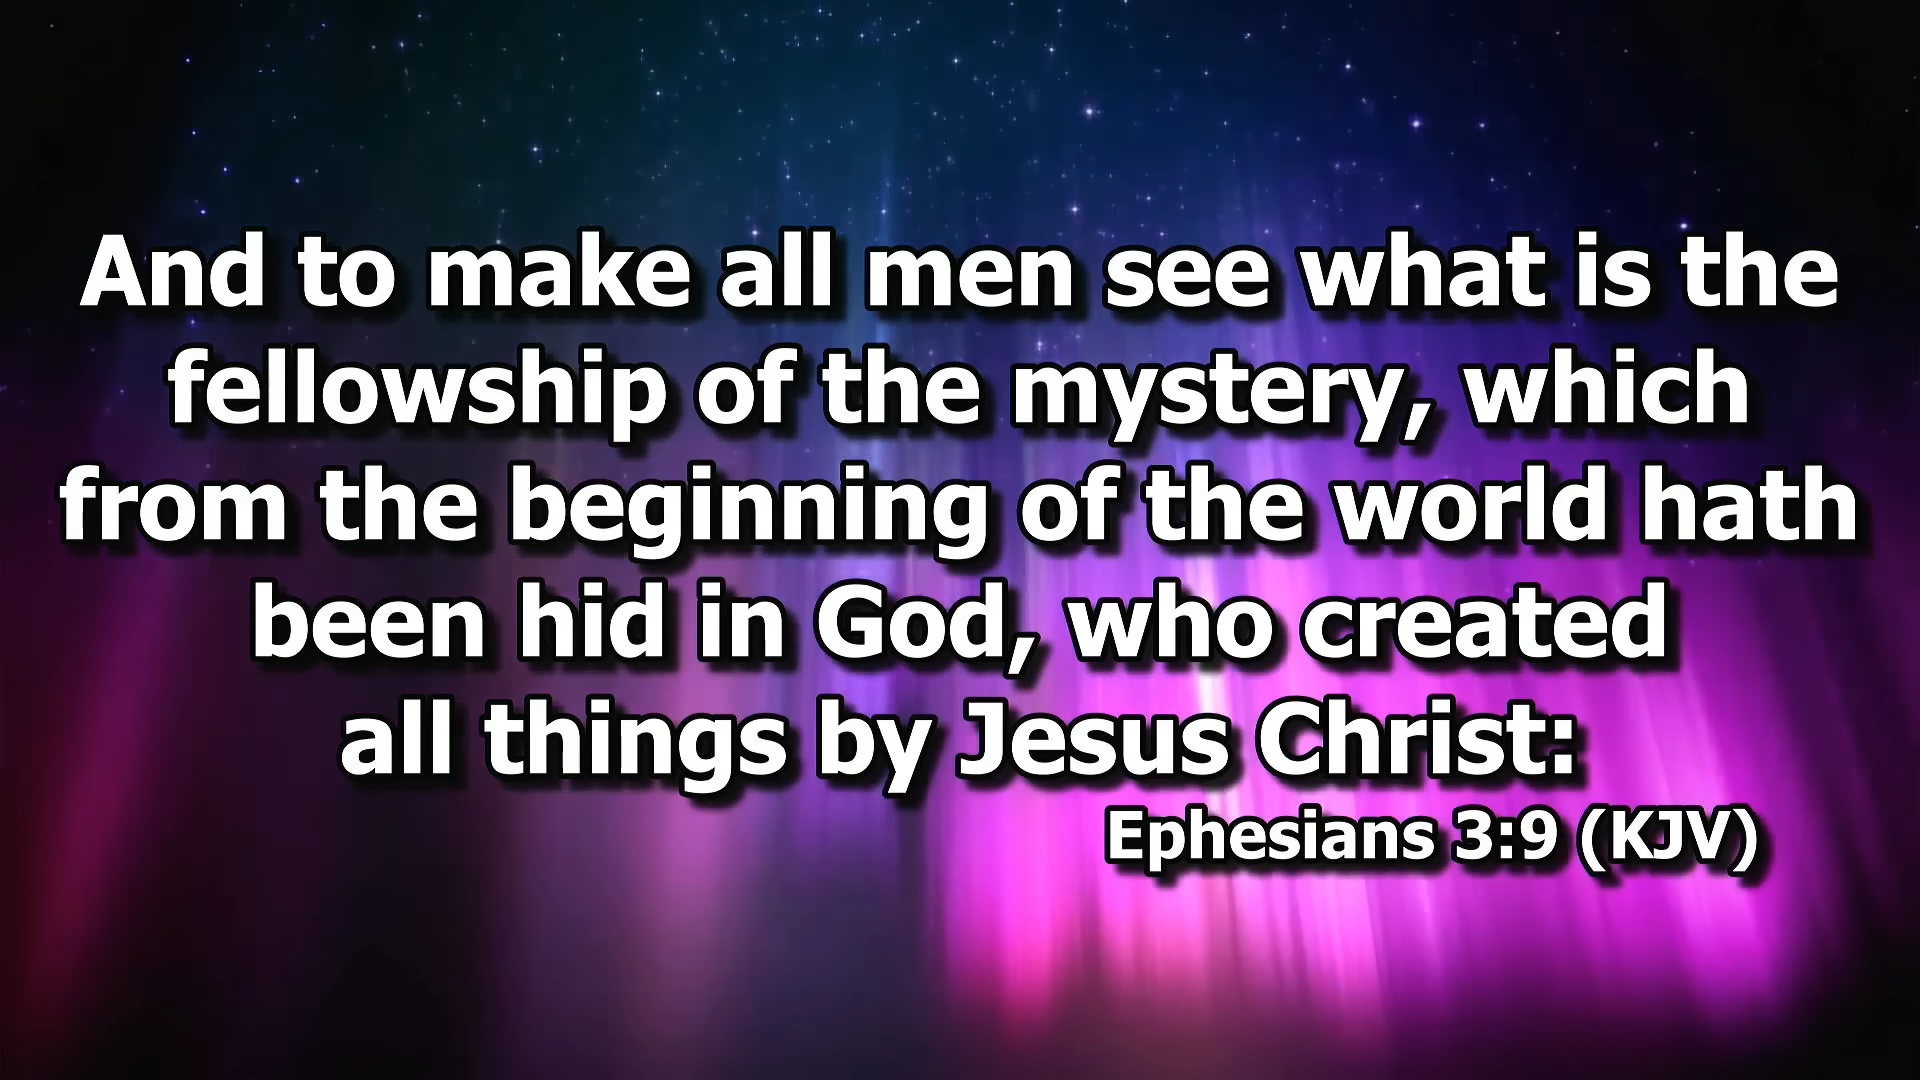 And to make all men see what is the
fellowship of the mystery, which
from the beginning of the world hath
been hid in God, who created
all things by Jesus Christ:
Ephesians 3:9 (KJV)